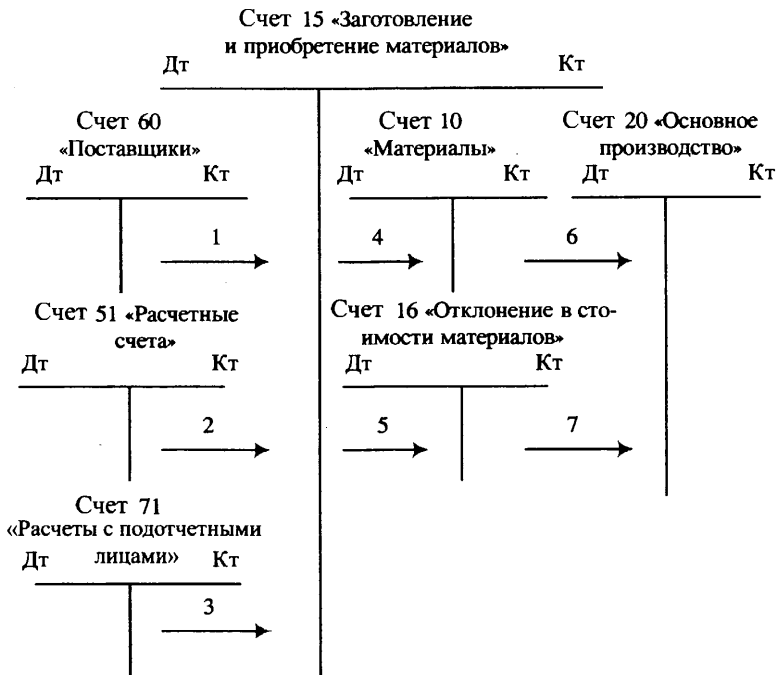 Счет 15 «Заготовление
и приобретение материалов»
Дт Кт
Счет 60
«Поставщики»
Дт Кт
Счет 10
«Материалы»
Дт Кт
Счет 20 «Основное
производство»
Дт Кт
1
4
6
Счет 51 «Расчетные
счета»
Дт Кт
Счет 16 «Отклонение в сто-
имости материалов»
Дт Кт
2
5
7
Счет 71
«Расчеты с подотчетными
лицами»
Дт Кт
3